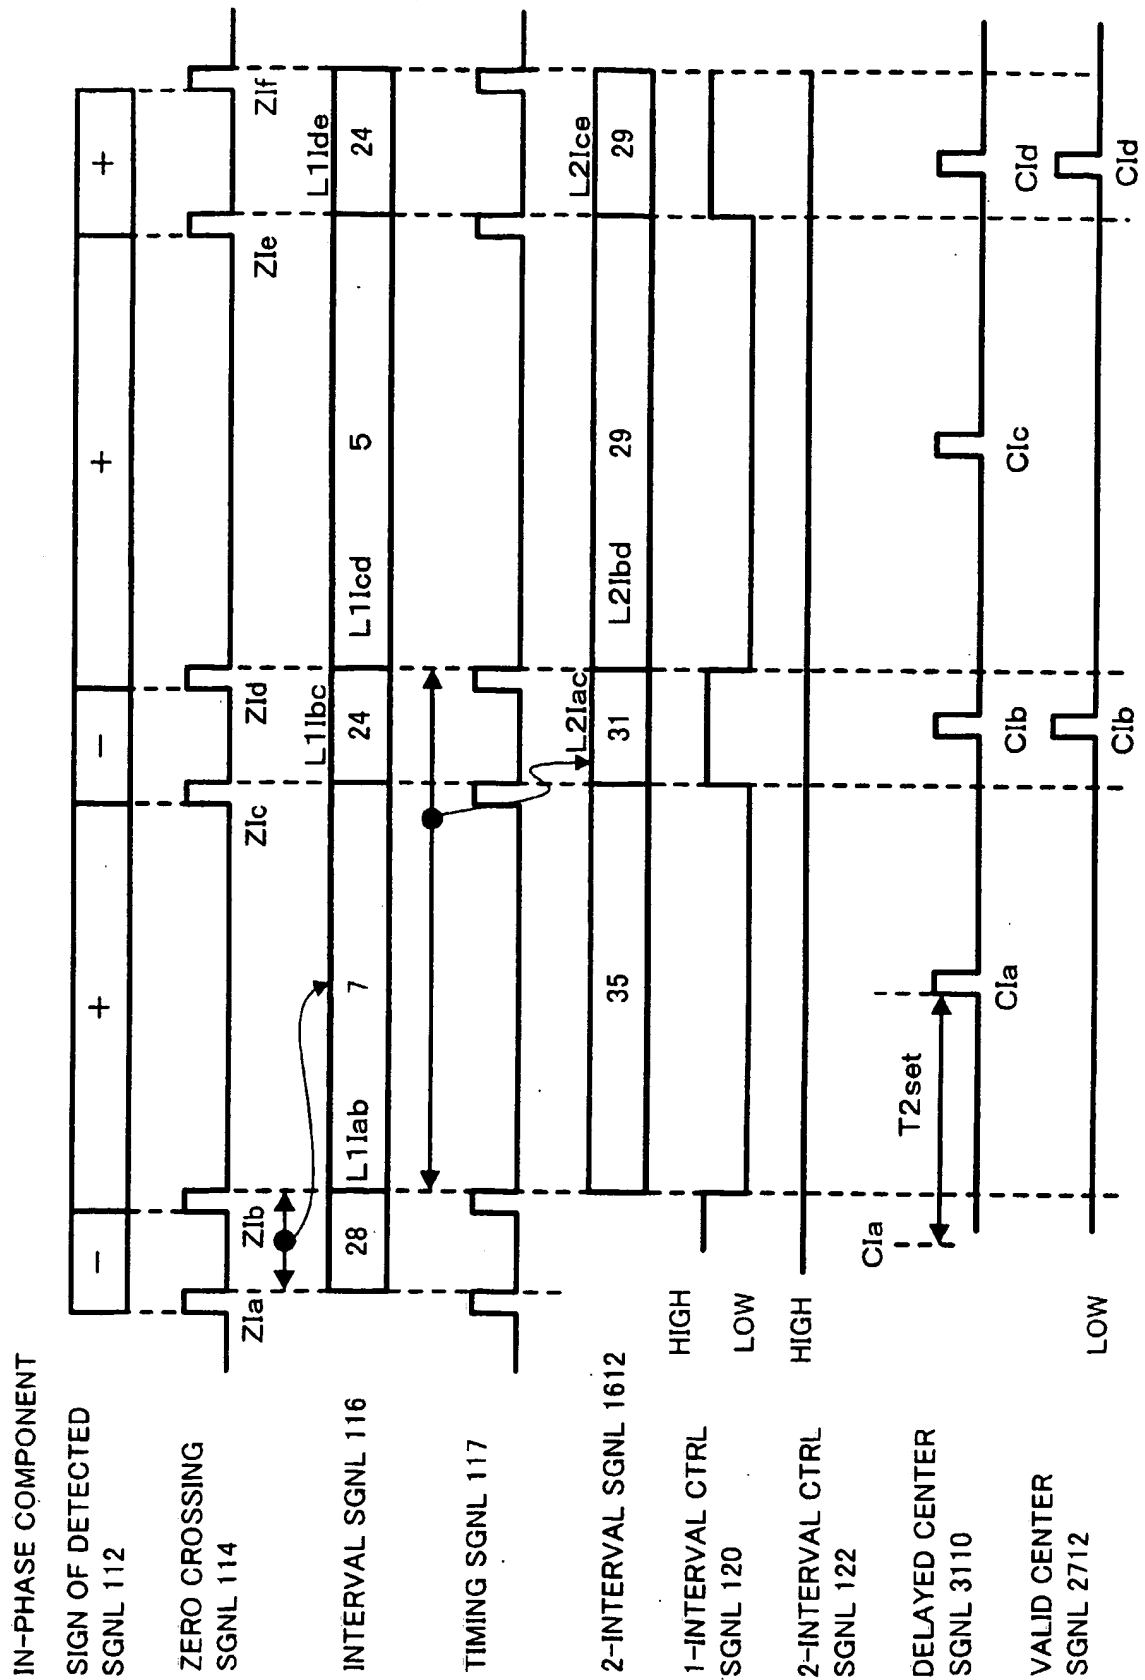 IN-PHASE COMPONENT
SIGN OF DETECTED
SGNL 112
− + − + +
ZERO CROSSING
SGNL 114
ZIa ZIb ZIc ZId ZIe ZIf
INTERVAL SGNL 116
28 L1Iab 7 L1Ibc 24 L1Icd 5 L1Ide 24
TIMING SGNL 117
2-INTERVAL SGNL 1612
35 L2Iac 31 L2Ibd 29 L2Ice 29
1-INTERVAL CTRL
SGNL 120
HIGH
LOW
2-INTERVAL CTRL
SGNL 122
HIGH
DELAYED CENTER
SGNL 3110
CIa T2set CIa CIb CIc CId
VALID CENTER
SGNL 2712
LOW
CIb CId